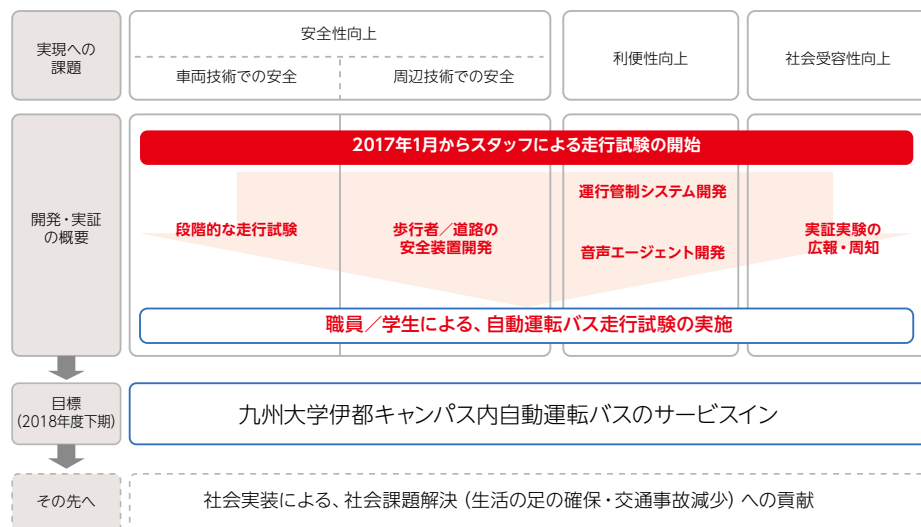 実現への
課題
安全性向上
車両技術での安全
周辺技術での安全
利便性向上
社会受容性向上
開発・実証
の概要
2017年1月からスタッフによる走行試験の開始
段階的な走行試験
歩行者／道路の
安全装置開発
運行管制システム開発
音声エージェント開発
実証実験の
広報・周知
職員／学生による、自動運転バス走行試験の実施
目標
(2018年度下期)
九州大学伊都キャンパス内自動運転バスのサービスイン
その先へ
社会実装による、社会課題解決 (生活の足の確保・交通事故減少) への貢献